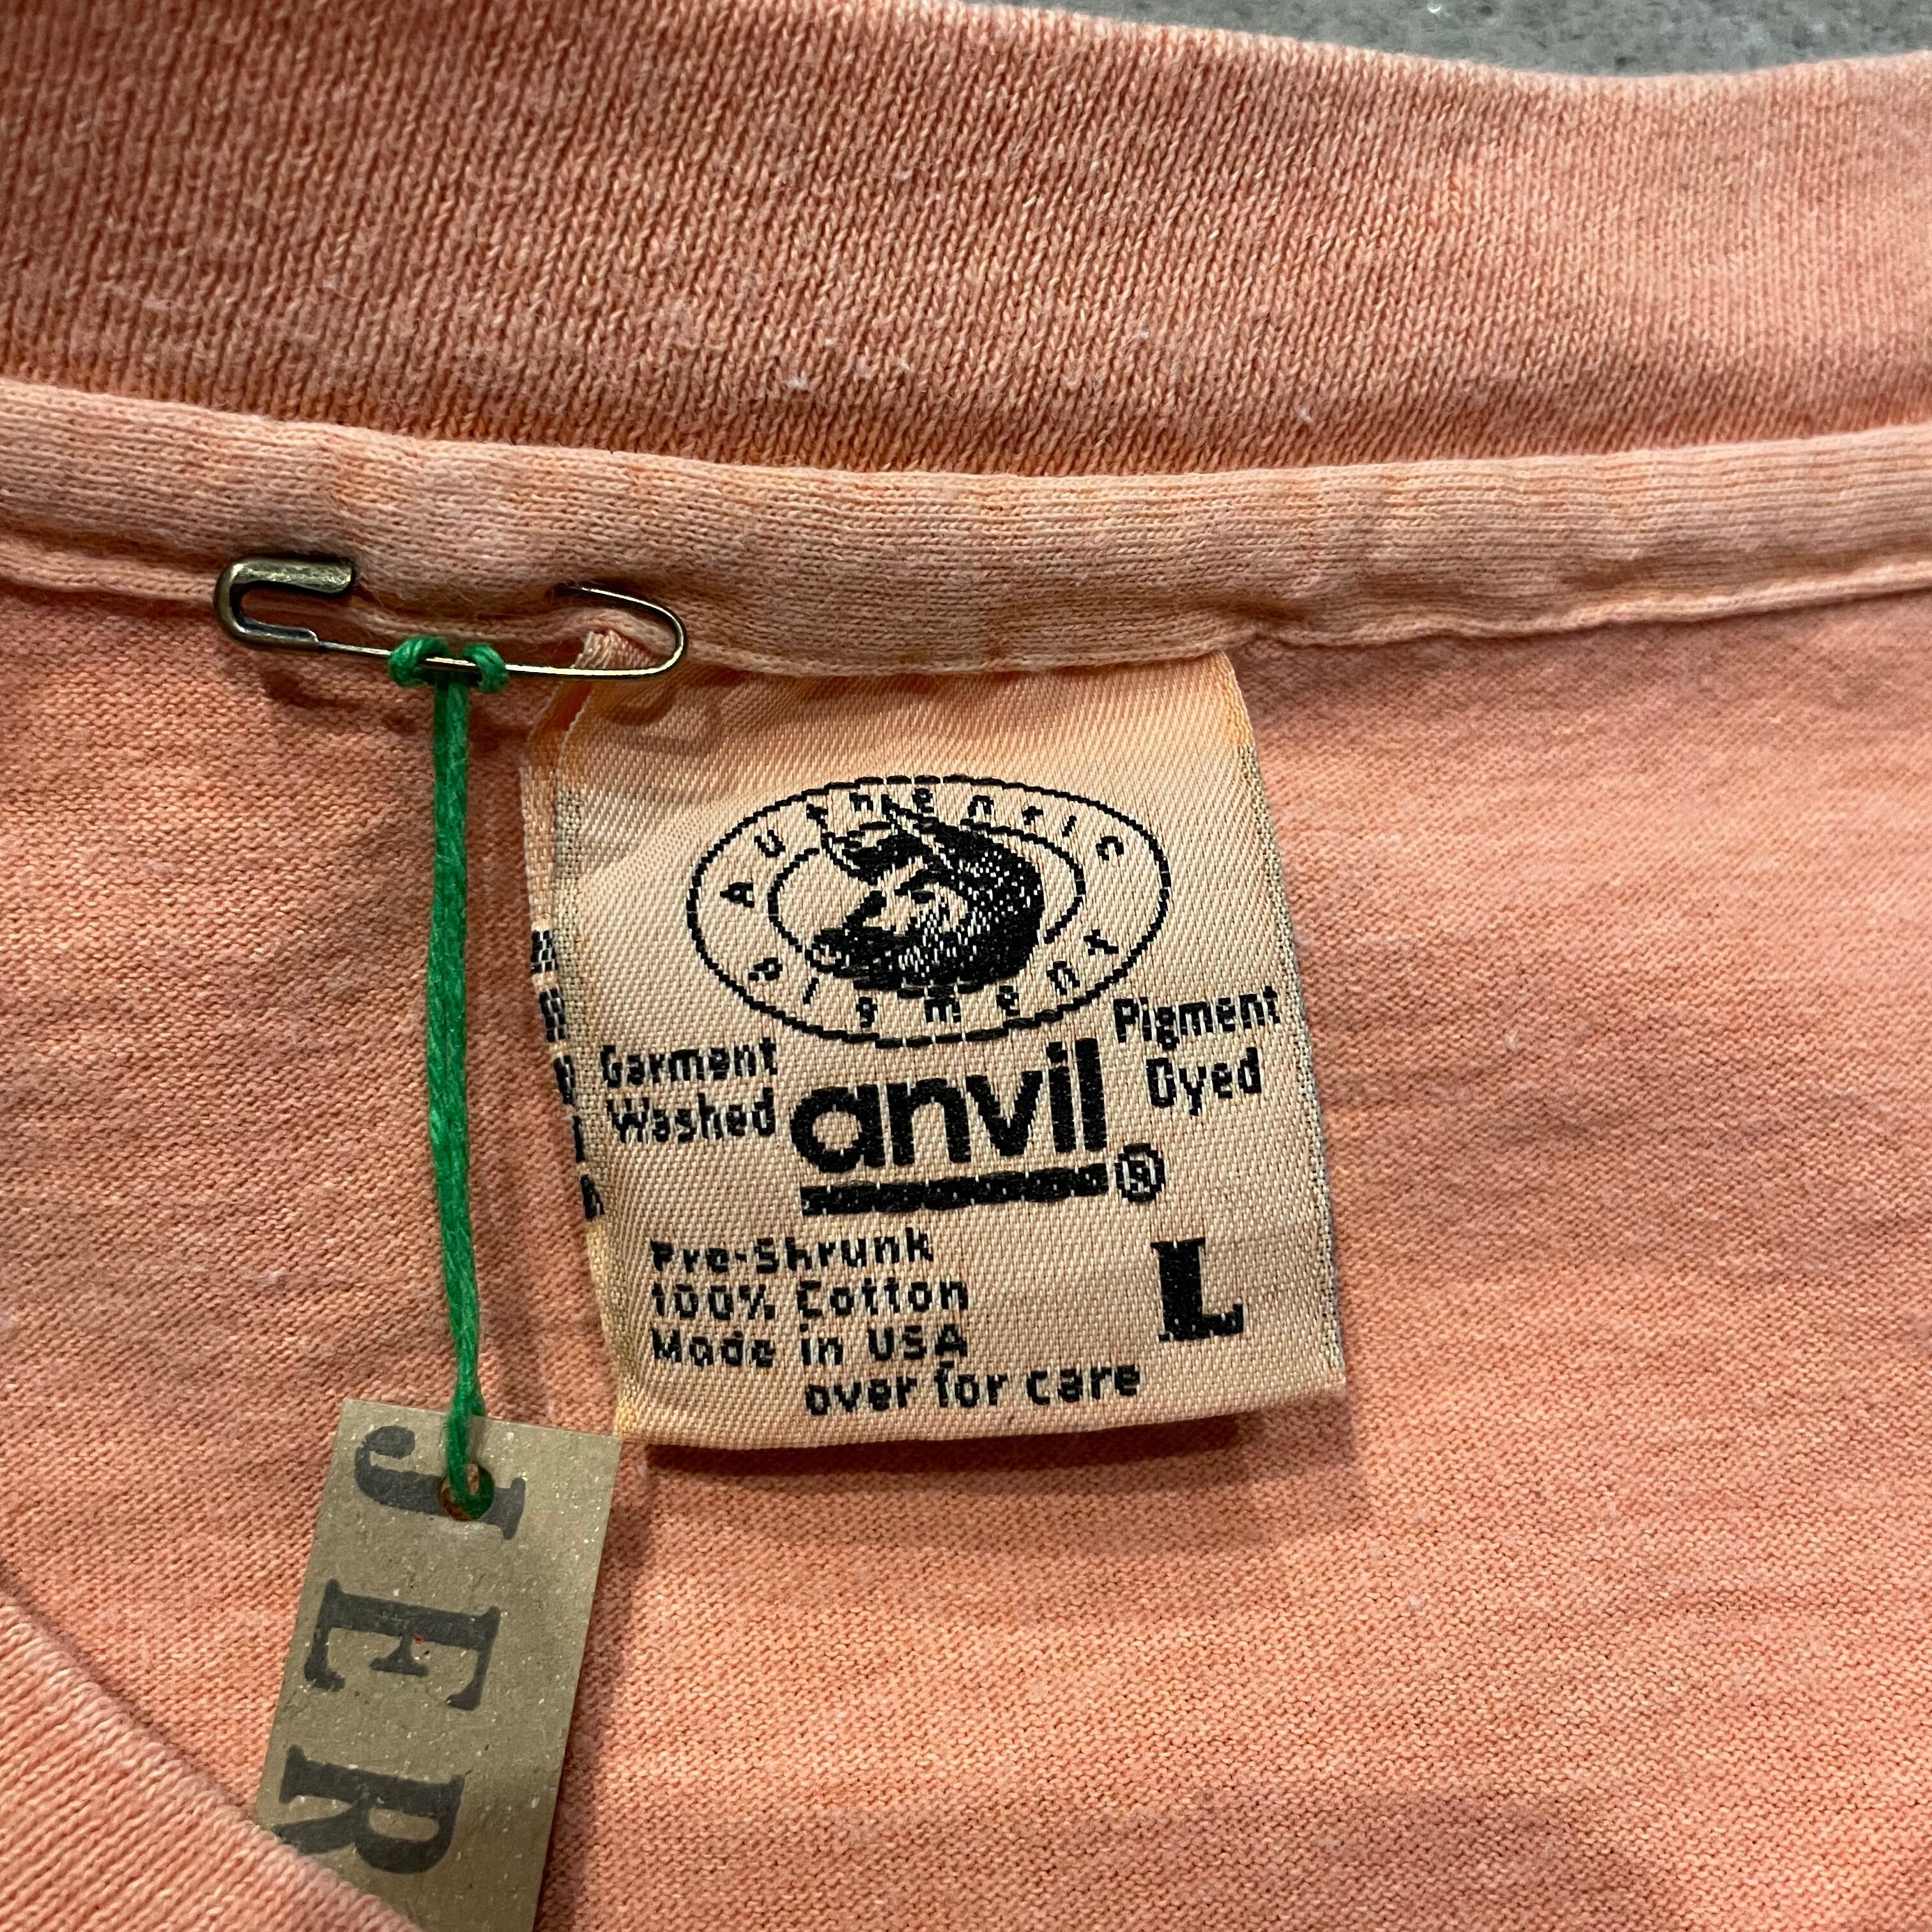 Authentic
Pigment
Garment
Washed
Pigment
Dyed
anvil®
Pre-Shrunk
100% Cotton
Made in USA
L
over for care
JER